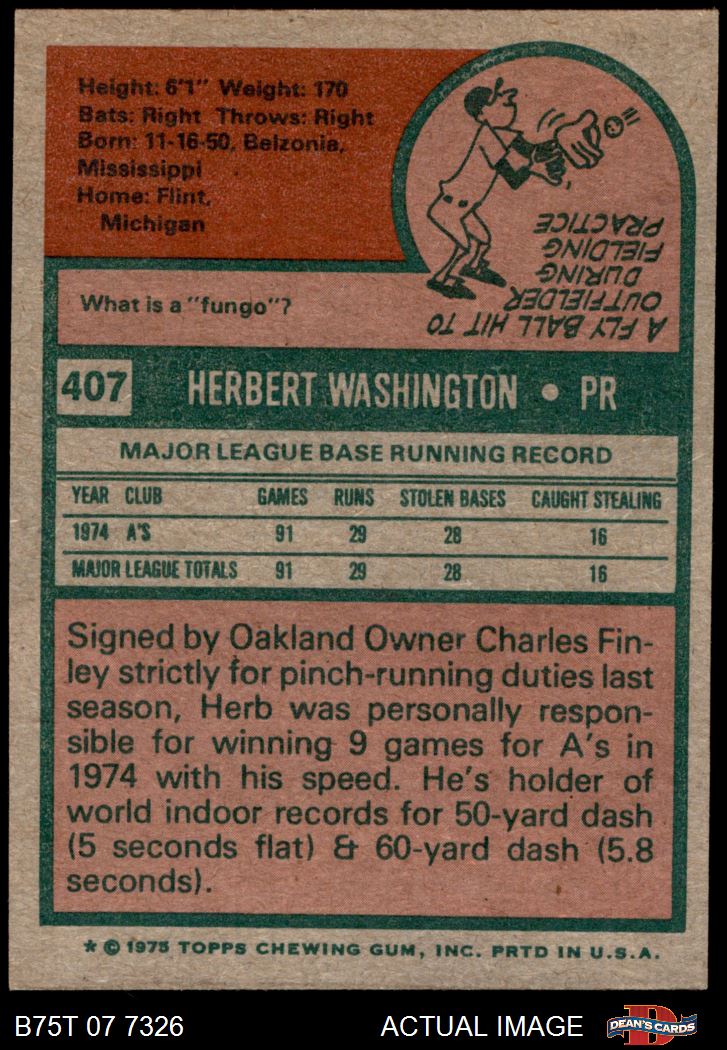 Height: 6'1" Weight: 170
Bats: Right Throws: Right
Born: 11-16-50, Belzonia,
Mississippi
Home: Flint,
Michigan
What is a "fungo"?
A FLY BALL HIT TO
OUTFIELDER
DURING
FIELDING
PRACTICE
407 HERBERT WASHINGTON • PR
MAJOR LEAGUE BASE RUNNING RECORD
YEAR CLUB GAMES RUNS STOLEN BASES CAUGHT STEALING
1974 A'S 91 29 28 16
MAJOR LEAGUE TOTALS 91 29 28 16
Signed by Oakland Owner Charles Fin-
ley strictly for pinch-running duties last
season, Herb was personally respon-
sible for winning 9 games for A's in
1974 with his speed. He's holder of
world indoor records for 50-yard dash
(5 seconds flat) & 60-yard dash (5.8
seconds).
* © 1975 TOPPS CHEWING GUM, INC. PRTD IN U.S.A.
B75T 07 7326 ACTUAL IMAGE DEAN'S CARDS